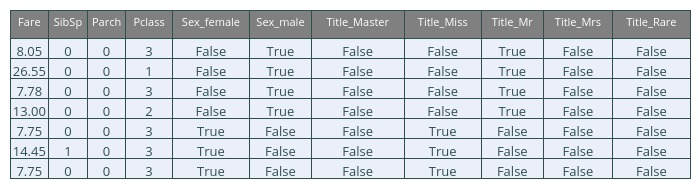 Fare SibSp Parch Pclass Sex_female Sex_male Title_Master Title_Miss Title_Mr Title_Mrs Title_Rare
8.05 0 0 3 False True False False True False False
26.55 0 0 1 False True False False True False False
7.78 0 0 3 False True False False True False False
13.00 0 0 2 False True False False True False False
7.75 0 0 3 True False False True False False False
14.45 1 0 3 True False False True False False False
7.75 0 0 3 True False False True False False False